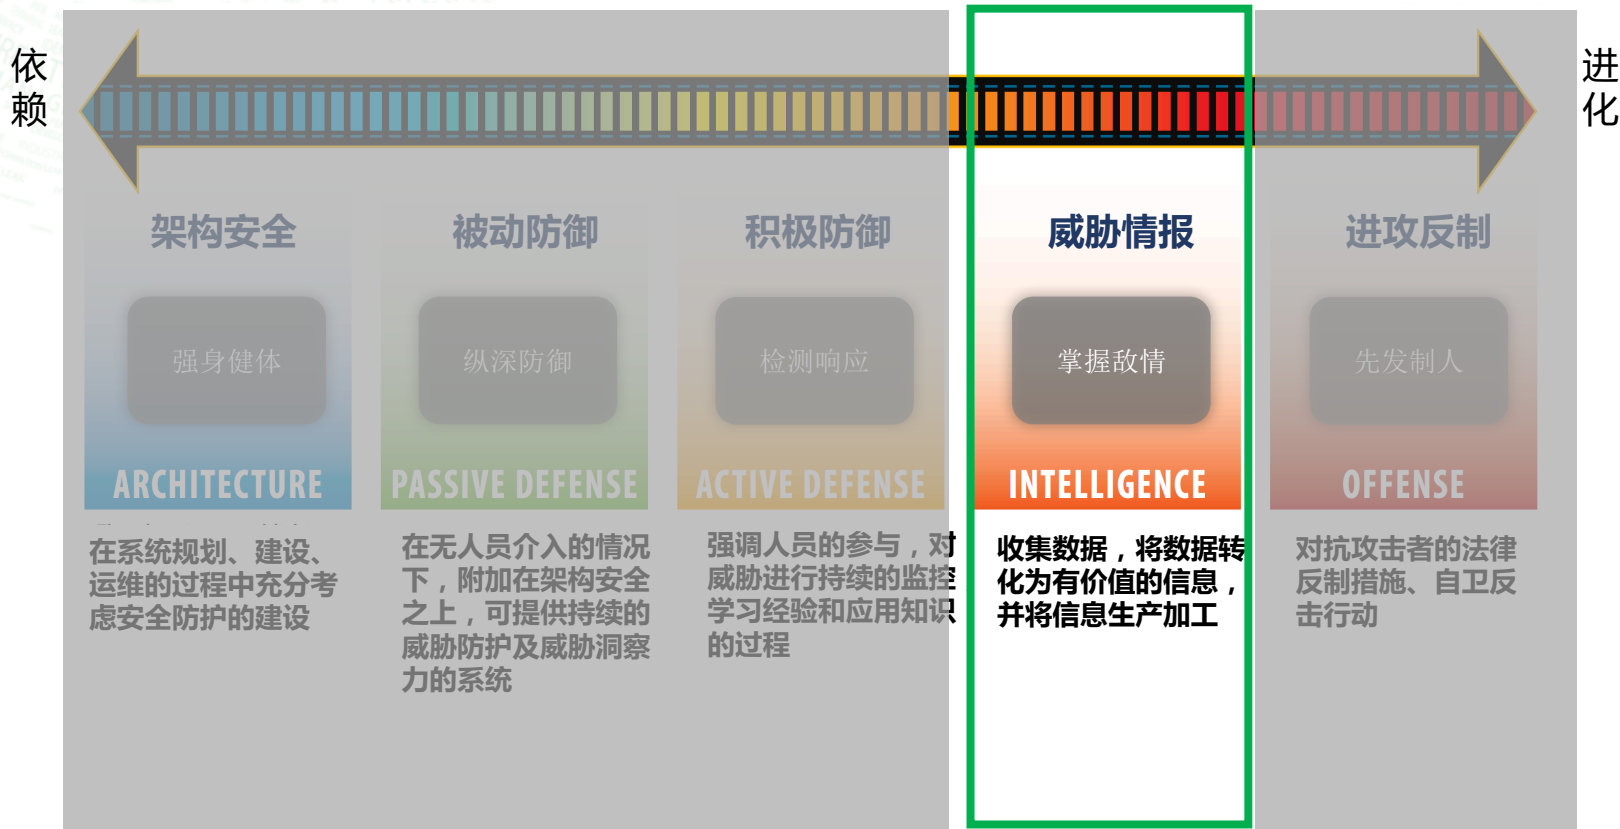 依
赖
进
化
架构安全
被动防御
积极防御
威胁情报
进攻反制
强身健体
纵深防御
检测响应
掌握敌情
先发制人
ARCHITECTURE
PASSIVE DEFENSE
ACTIVE DEFENSE
INTELLIGENCE
OFFENSE
在系统规划、建设、
运维的过程中充分考
虑安全防护的建设
在无人员介入的情况
下，附加在架构安全
之上，可提供持续的
威胁防护及威胁洞察
力的系统
强调人员的参与，对
威胁进行持续的监控
学习经验和应用知识
的过程
收集数据，将数据转
化为有价值的信息，
并将信息生产加工
对抗攻击者的法律
反制措施、自卫反
击行动